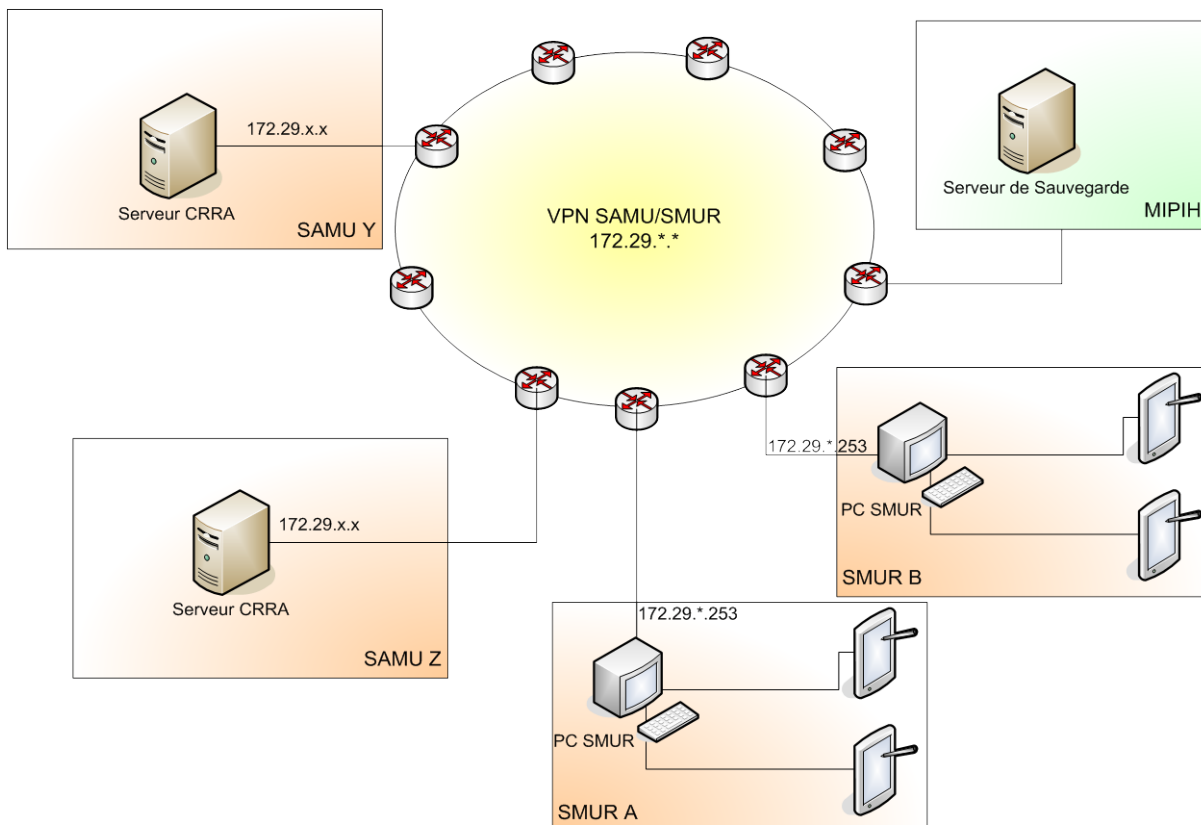 172.29.x.x
Serveur CRRA
SAMU Y
VPN SAMU/SMUR
172.29.*.*
Serveur de Sauvegarde
MIPIH
172.29.x.x
Serveur CRRA
SAMU Z
172.29.*.253
PC SMUR
SMUR B
172.29.*.253
PC SMUR
SMUR A